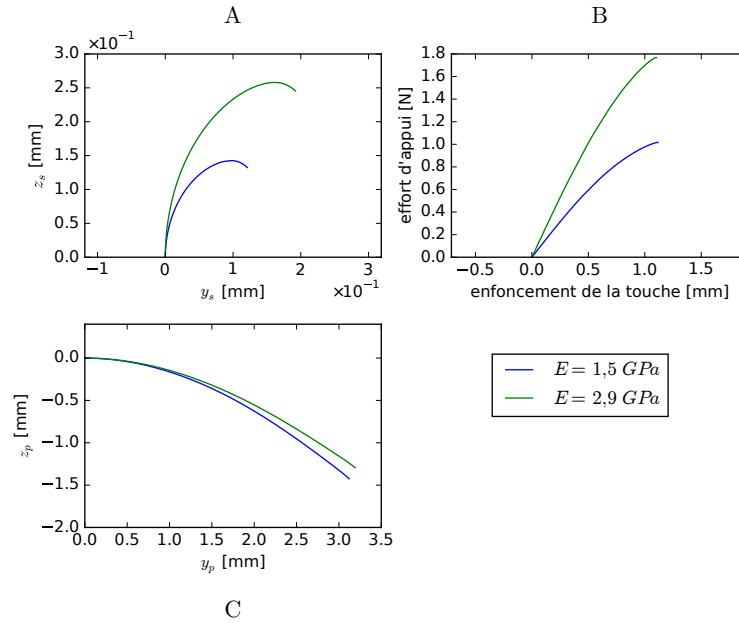 A
×10⁻¹
3.0
2.5
2.0
1.5
1.0
0.5
0.0
z_s [mm]
−1 0 1 2 3
y_s [mm] ×10⁻¹
B
1.8
1.6
1.4
1.2
1.0
0.8
0.6
0.4
0.2
0.0
effort d'appui [N]
−0.5 0.0 0.5 1.0 1.5
enfoncement de la touche [mm]
0.0
−0.5
−1.0
−1.5
−2.0
z_p [mm]
0.0 0.5 1.0 1.5 2.0 2.5 3.0 3.5
y_p [mm]
E = 1,5 GPa
E = 2,9 GPa
C